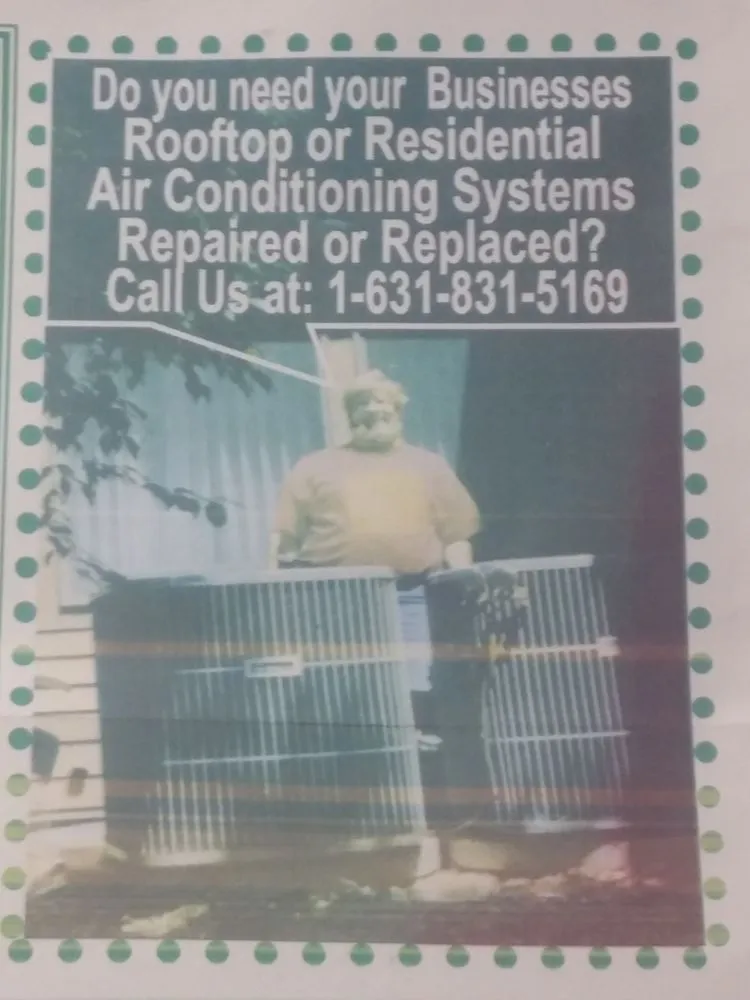 Do you need your Businesses
Rooftop or Residential
Air Conditioning Systems
Repaired or Replaced?
Call Us at: 1-631-831-5169